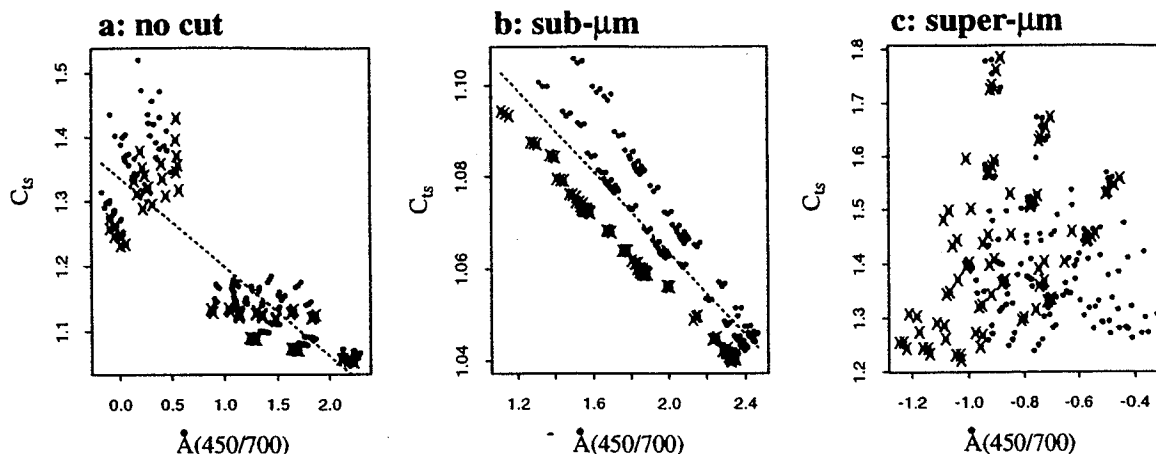 a: no cut
b: sub-μm
c: super-μm
C_ts
1.5
1.4
1.3
1.2
1.1
0.0 0.5 1.0 1.5 2.0
Å(450/700)
C_ts
1.10
1.08
1.06
1.04
1.2 1.6 2.0 2.4
Å(450/700)
C_ts
1.8
1.7
1.6
1.5
1.4
1.3
1.2
-1.2 -1.0 -0.8 -0.6 -0.4
Å(450/700)